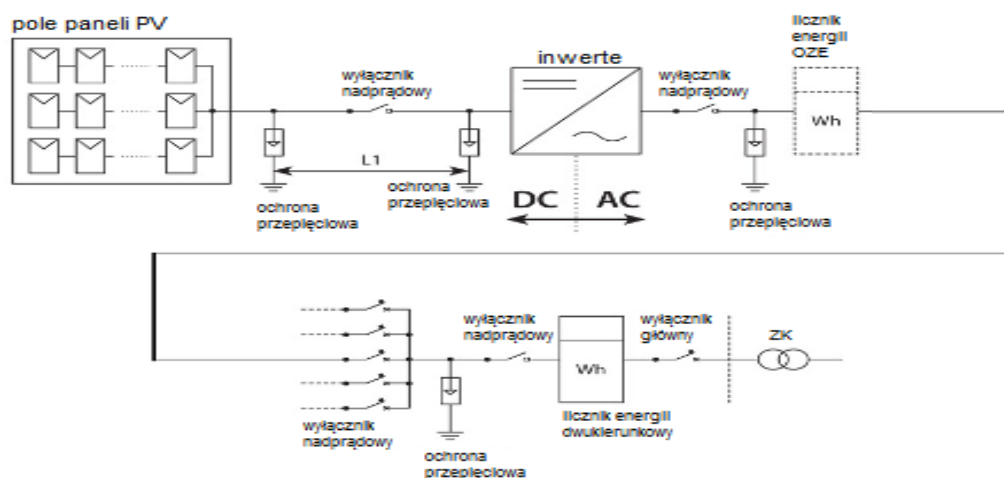 pole paneli PV
licznik
energii
OZE
inwerte
wyłącznik
nadprądowy
wyłącznik
nadprądowy
Wh
L1
ochrona
przepięciowa
ochrona
przepięciowa
DC AC
ochrona
przepięciowa
wyłącznik
nadprądowy
wyłącznik
główny
ZK
Wh
wyłącznik
nadprądowy
licznik energii
dwukierunkowy
ochrona
przepięciowa